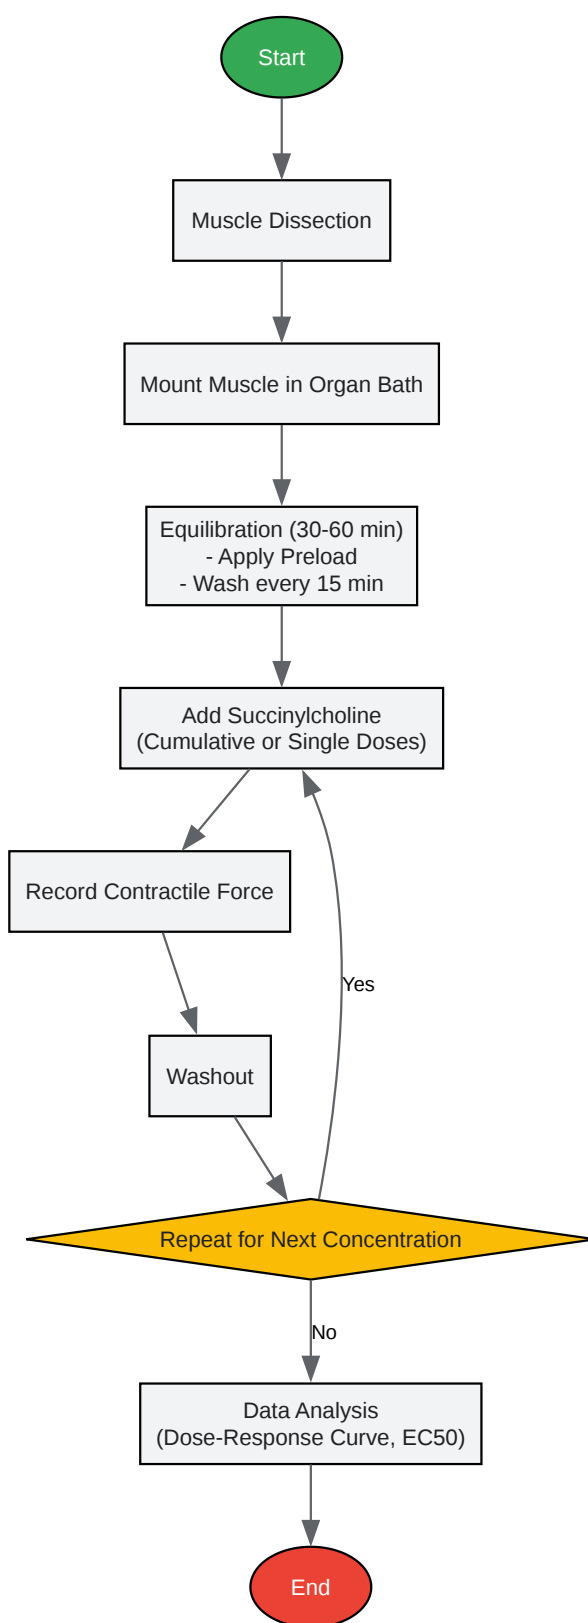 Start
Muscle Dissection
Mount Muscle in Organ Bath
Equilibration (30-60 min)
- Apply Preload
- Wash every 15 min
Add Succinylcholine
(Cumulative or Single Doses)
Record Contractile Force
Yes
Washout
Repeat for Next Concentration
No
Data Analysis
(Dose-Response Curve, EC50)
End